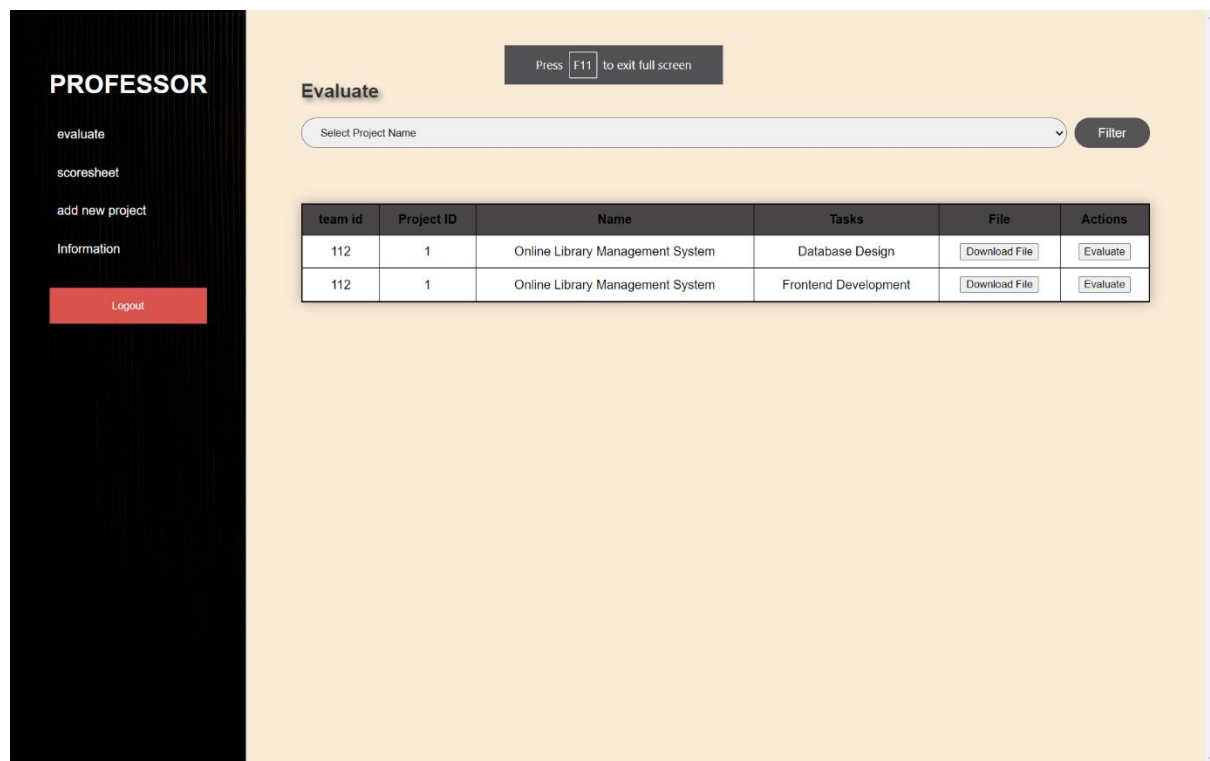 PROFESSOR
evaluate
scoresheet
add new project
Information
Logout
Press F11 to exit full screen
Evaluate
Select Project Name
Filter
team id Project ID Name Tasks File Actions
112 1 Online Library Management System Database Design Download File Evaluate
112 1 Online Library Management System Frontend Development Download File Evaluate